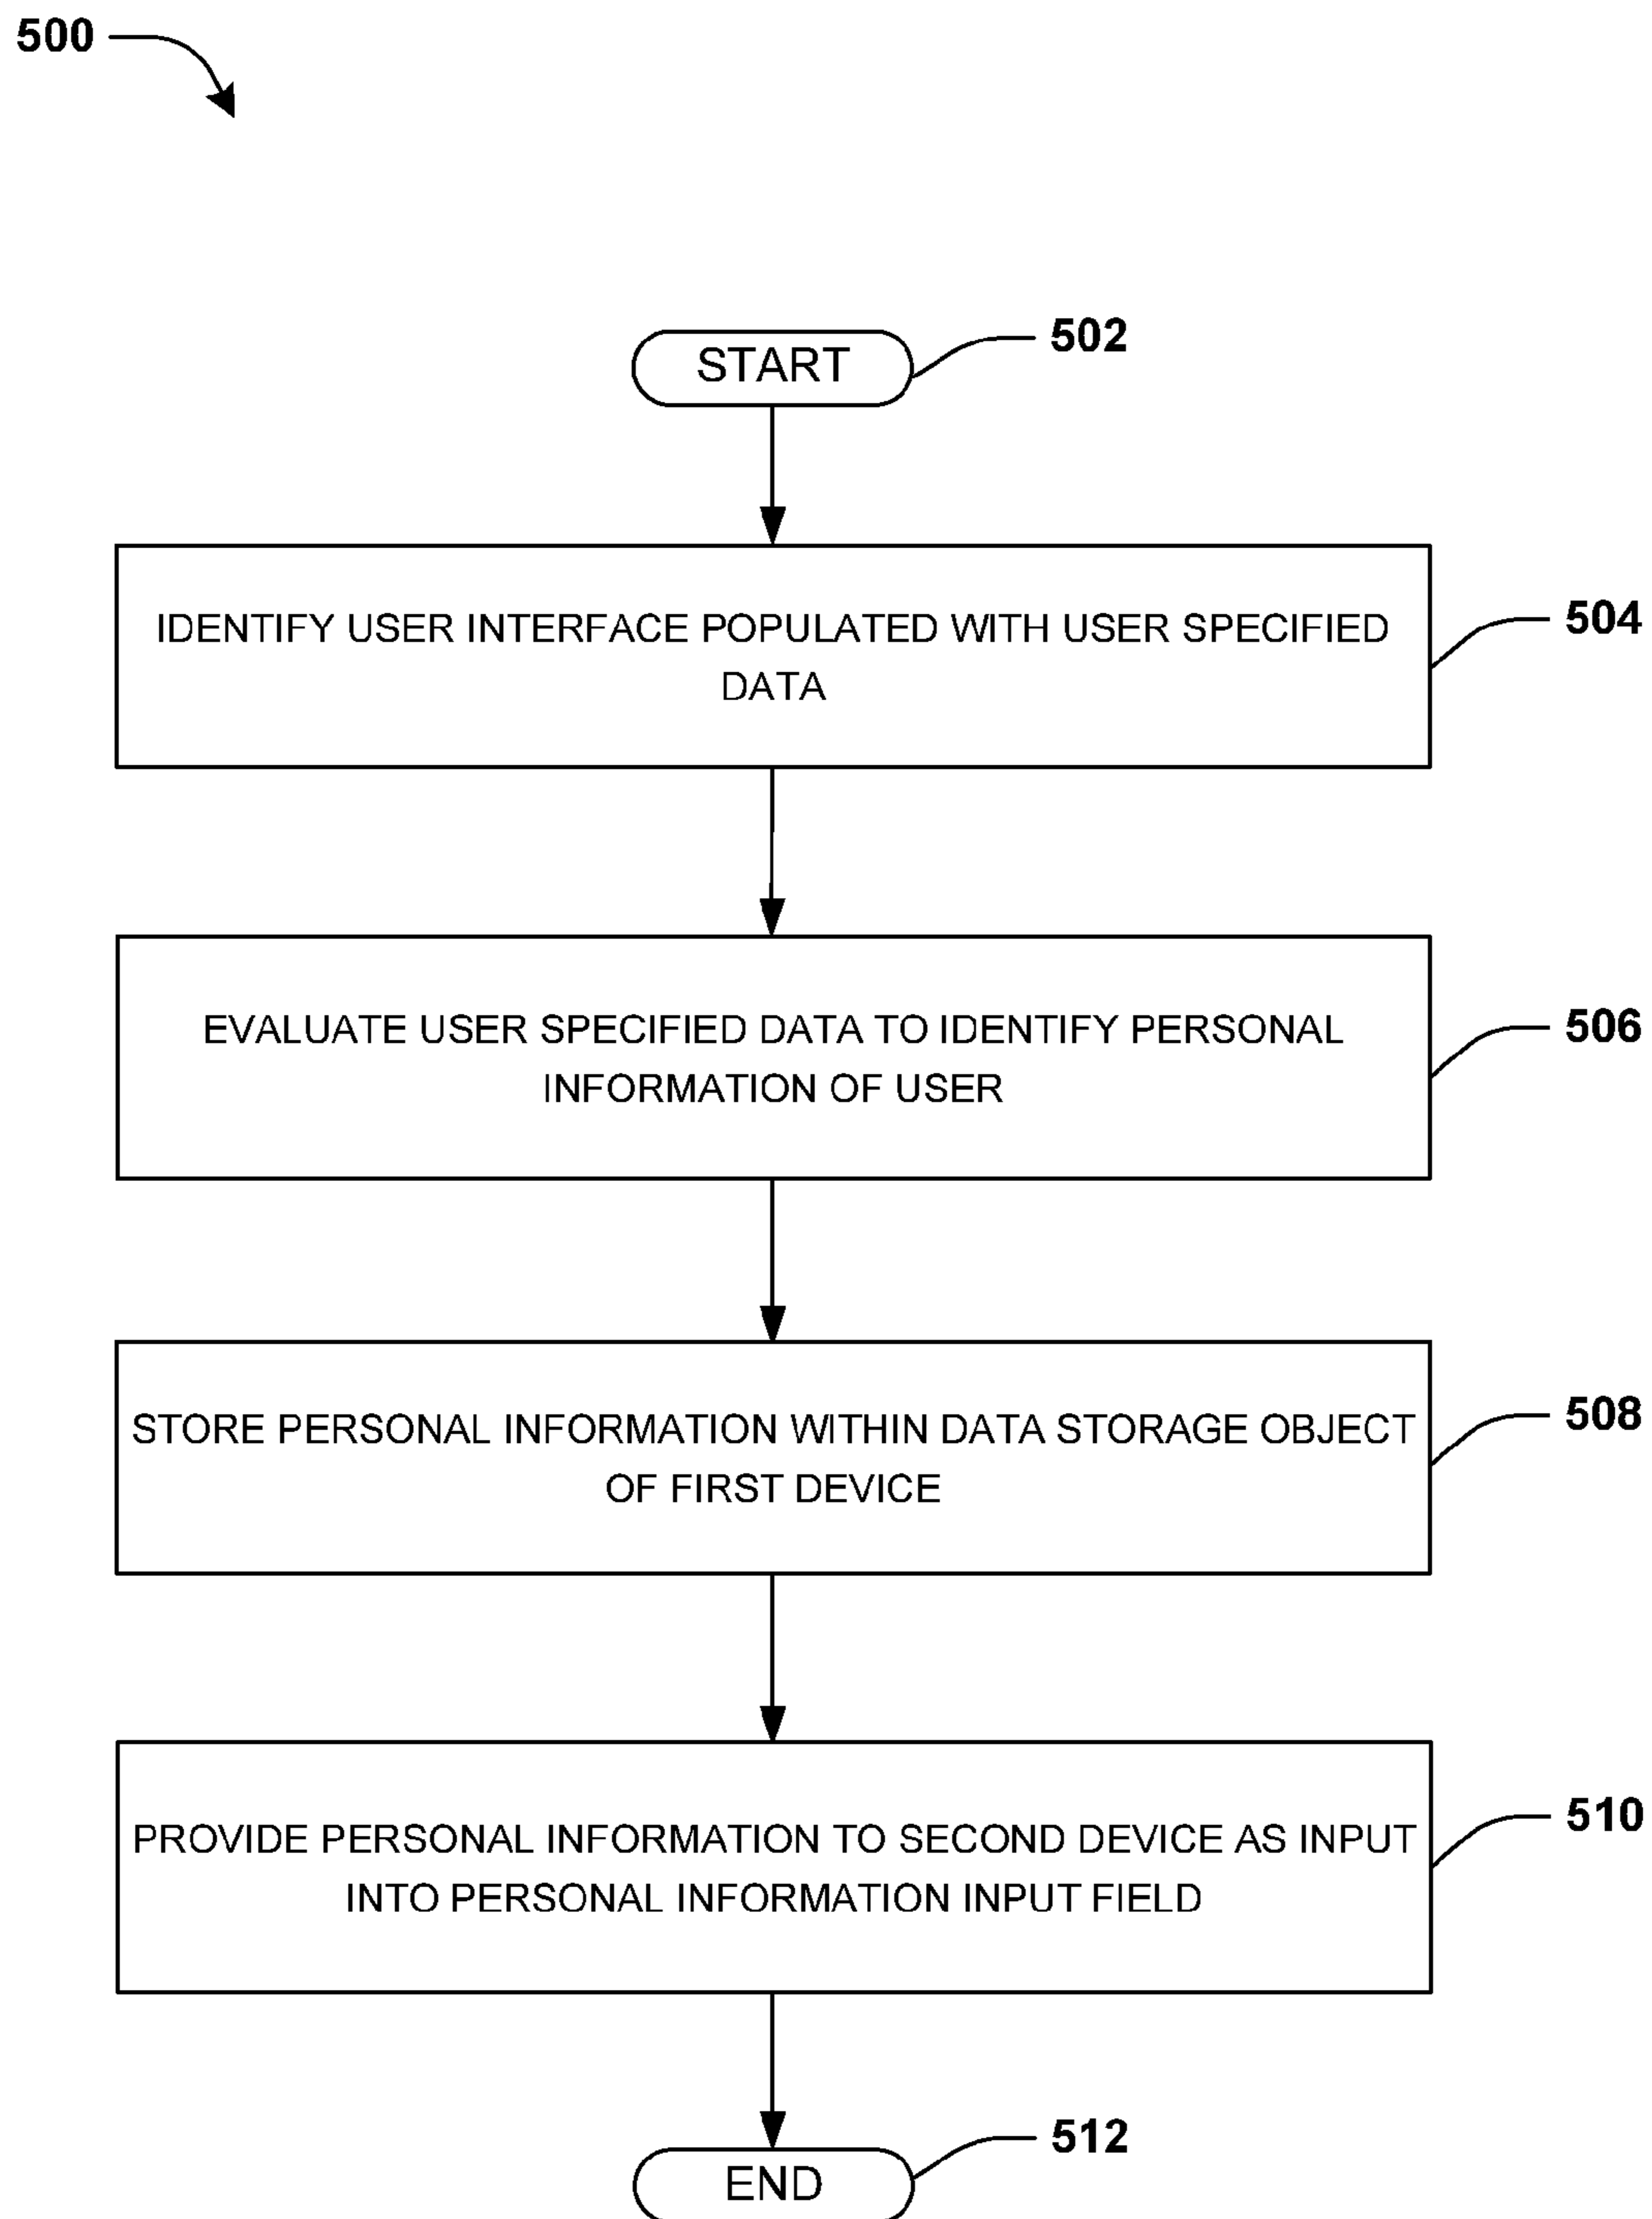 500
START
502
IDENTIFY USER INTERFACE POPULATED WITH USER SPECIFIED
DATA
504
EVALUATE USER SPECIFIED DATA TO IDENTIFY PERSONAL
INFORMATION OF USER
506
STORE PERSONAL INFORMATION WITHIN DATA STORAGE OBJECT
OF FIRST DEVICE
508
PROVIDE PERSONAL INFORMATION TO SECOND DEVICE AS INPUT
INTO PERSONAL INFORMATION INPUT FIELD
510
END
512